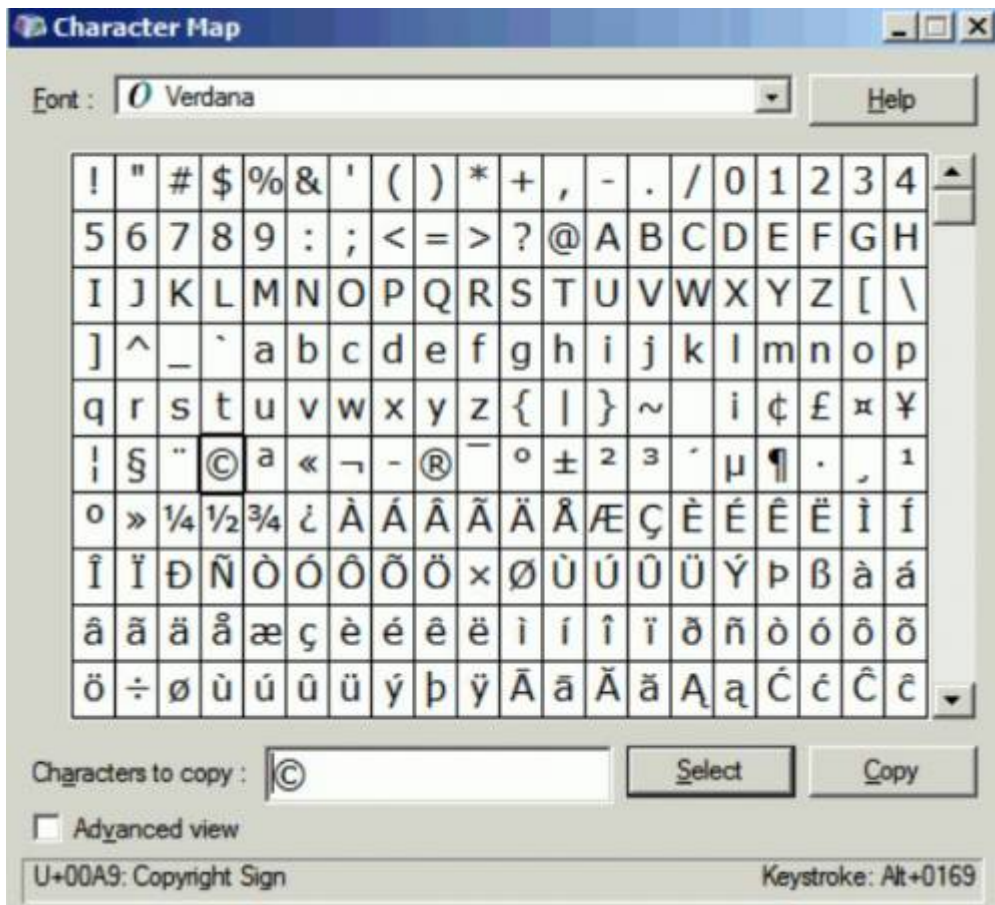 Character Map
Font : O Verdana Help
! " # $ % & ' ( ) * + , - . / 0 1 2 3 4
5 6 7 8 9 : ; < = > ? @ A B C D E F G H
I J K L M N O P Q R S T U V W X Y Z [ \
] ^ _ ` a b c d e f g h i j k l m n o p
q r s t u v w x y z { | } ~ ¡ ¢ £ ¤ ¥
¦ § ¨ © ª « ¬ - ® ¯ ° ± ² ³ ´ µ ¶ · ¸ ¹
º » ¼ ½ ¾ ¿ À Á Â Ã Ä Å Æ Ç È É Ê Ë Ì Í
Î Ï Ð Ñ Ò Ó Ô Õ Ö × Ø Ù Ú Û Ü Ý Þ ß à á
â ã ä å æ ç è é ê ë ì í î ï ð ñ ò ó ô õ
ö ÷ ø ù ú û ü ý þ ÿ Ā ā Ă ă Ą ą Ć ć Ĉ ĉ
Characters to copy : © Select Copy
Advanced view
U+00A9: Copyright Sign Keystroke: Alt+0169